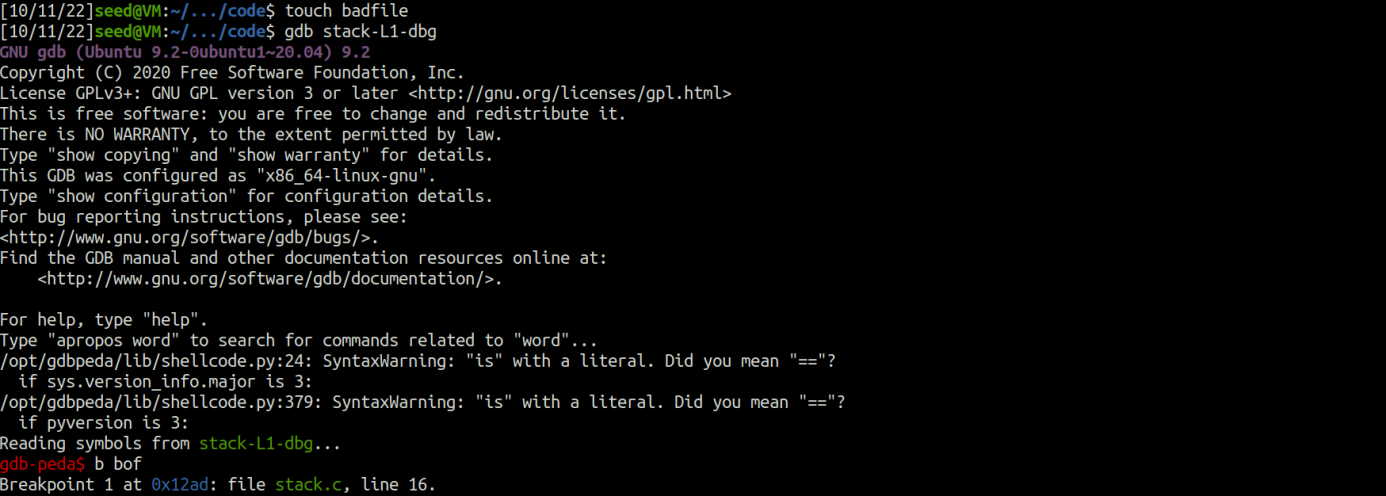 [10/11/22]seed@VM:~/.../code$ touch badfile
[10/11/22]seed@VM:~/.../code$ gdb stack-L1-dbg
GNU gdb (Ubuntu 9.2-0ubuntu1~20.04) 9.2
Copyright (C) 2020 Free Software Foundation, Inc.
License GPLv3+: GNU GPL version 3 or later <http://gnu.org/licenses/gpl.html>
This is free software: you are free to change and redistribute it.
There is NO WARRANTY, to the extent permitted by law.
Type "show copying" and "show warranty" for details.
This GDB was configured as "x86_64-linux-gnu".
Type "show configuration" for configuration details.
For bug reporting instructions, please see:
<http://www.gnu.org/software/gdb/bugs/>.
Find the GDB manual and other documentation resources online at:
    <http://www.gnu.org/software/gdb/documentation/>.

For help, type "help".
Type "apropos word" to search for commands related to "word"...
/opt/gdbpeda/lib/shellcode.py:24: SyntaxWarning: "is" with a literal. Did you mean "=="?
  if sys.version_info.major is 3:
/opt/gdbpeda/lib/shellcode.py:379: SyntaxWarning: "is" with a literal. Did you mean "=="?
  if pyversion is 3:
Reading symbols from stack-L1-dbg...
gdb-peda$ b bof
Breakpoint 1 at 0x12ad: file stack.c, line 16.